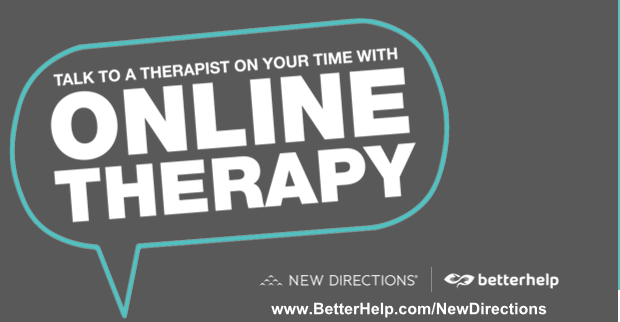 TALK TO A THERAPIST ON YOUR TIME WITH
ONLINE
THERAPY
NEW DIRECTIONS® betterhelp
www.BetterHelp.com/NewDirections